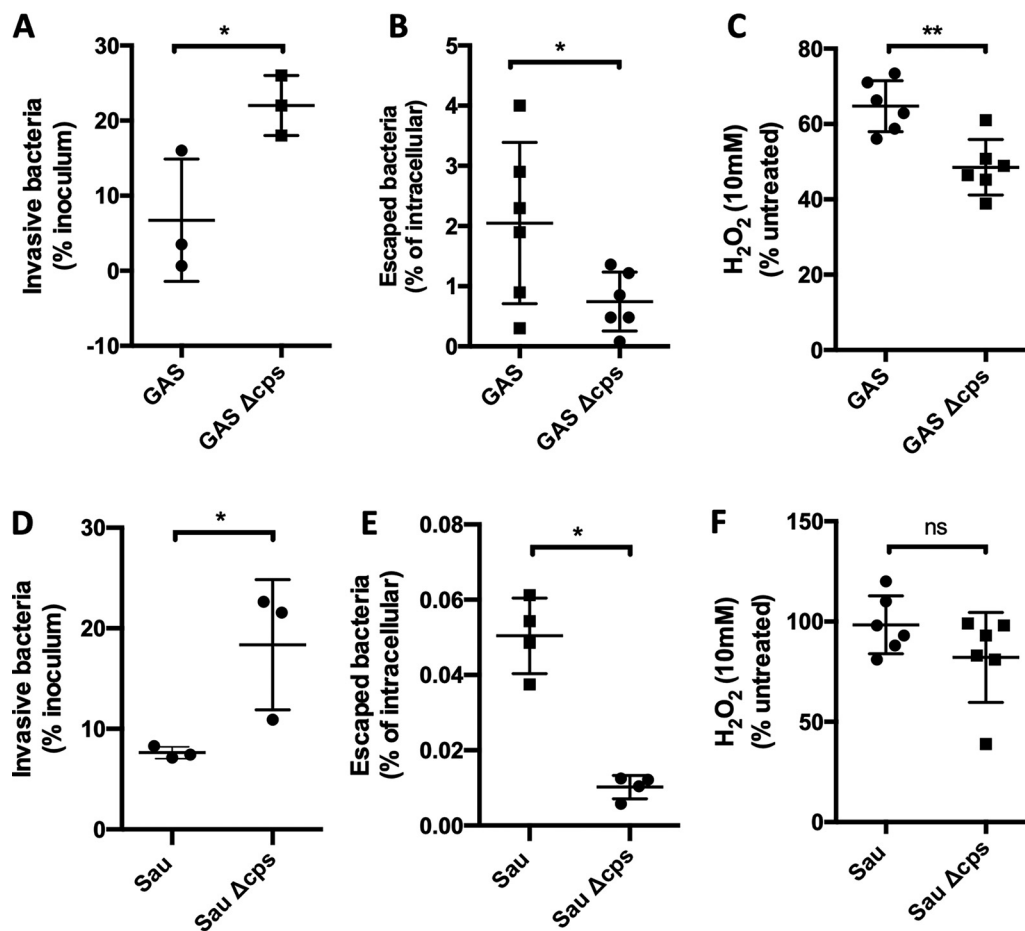 A
Invasive bacteria
(% inoculum)
30
20
10
0
-10
*
GAS
GAS Δcps
B
Escaped bacteria
(% of intracellular)
5
4
3
2
1
0
*
GAS
GAS Δcps
C
H₂O₂ (10mM)
(% untreated)
80
60
40
20
0
**
GAS
GAS Δcps
D
Invasive bacteria
(% inoculum)
30
20
10
0
*
Sau
Sau Δcps
E
Escaped bacteria
(% of intracellular)
0.08
0.06
0.04
0.02
0.00
*
Sau
Sau Δcps
F
H₂O₂ (10mM)
(% untreated)
150
100
50
0
ns
Sau
Sau Δcps